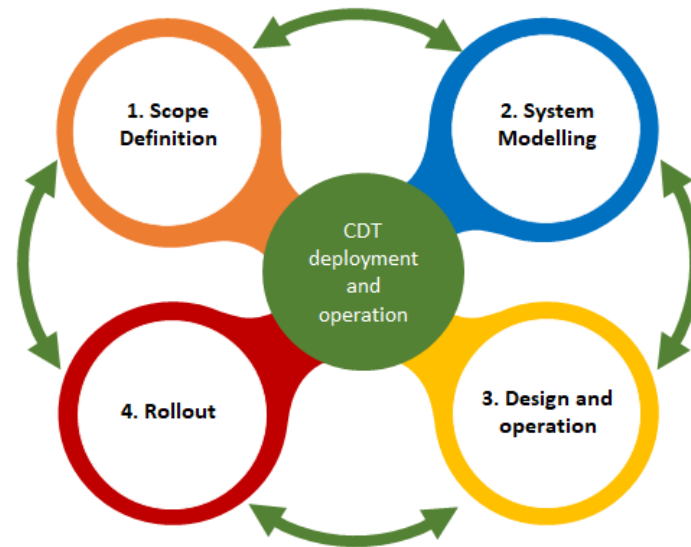 1. Scope
Definition
2. System
Modelling
CDT
deployment
and
operation
4. Rollout
3. Design and
operation